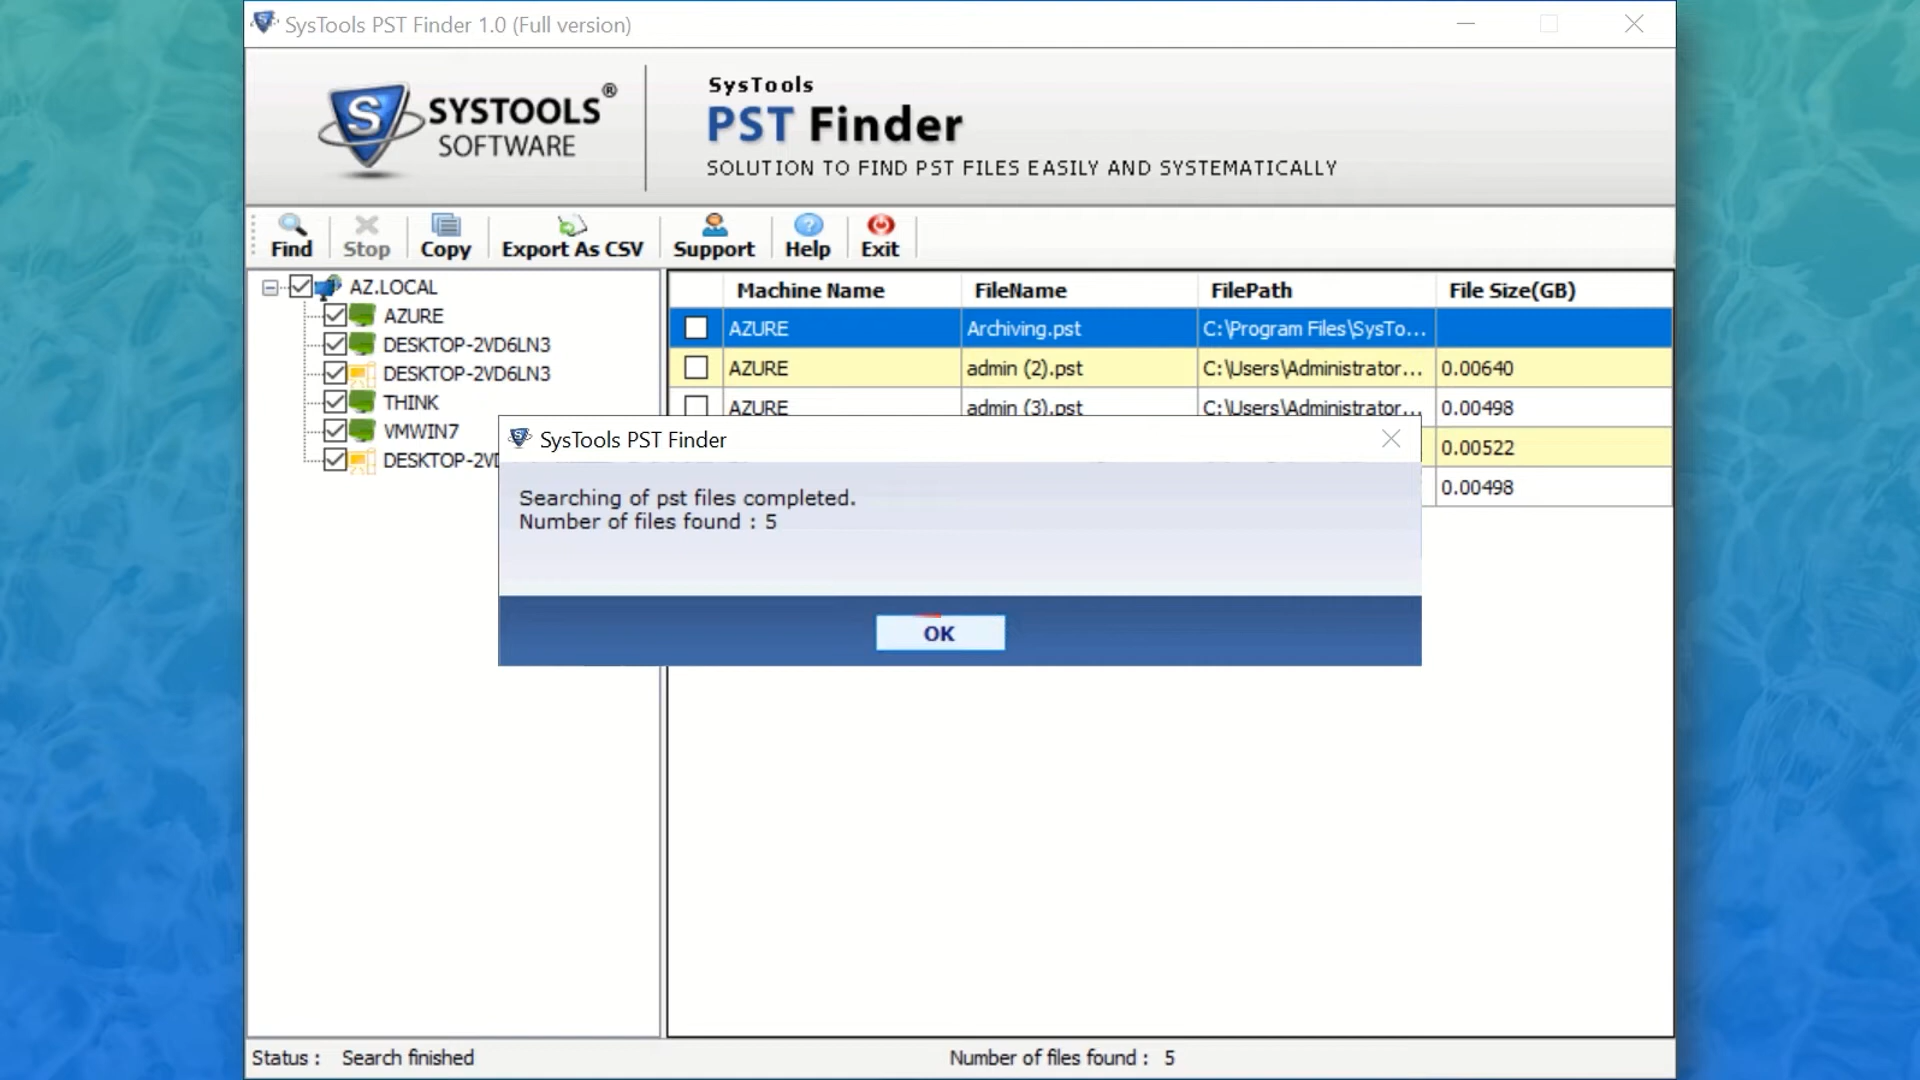 SysTools PST Finder 1.0 (Full version)
SYSTOOLS®
SOFTWARE
SysTools
PST Finder
SOLUTION TO FIND PST FILES EASILY AND SYSTEMATICALLY
Find Stop Copy Export As CSV Support Help Exit
AZ.LOCAL
AZURE
DESKTOP-2VD6LN3
DESKTOP-2VD6LN3
THINK
VMWIN7
DESKTOP-2VD
Machine Name FileName FilePath File Size(GB)
AZURE Archiving.pst C:\Program Files\SysTo...
AZURE admin (2).pst C:\Users\Administrator... 0.00640
AZURE admin (3).pst C:\Users\Administrator... 0.00498
0.00522
0.00498
SysTools PST Finder
Searching of pst files completed.
Number of files found : 5
OK
Status : Search finished Number of files found : 5